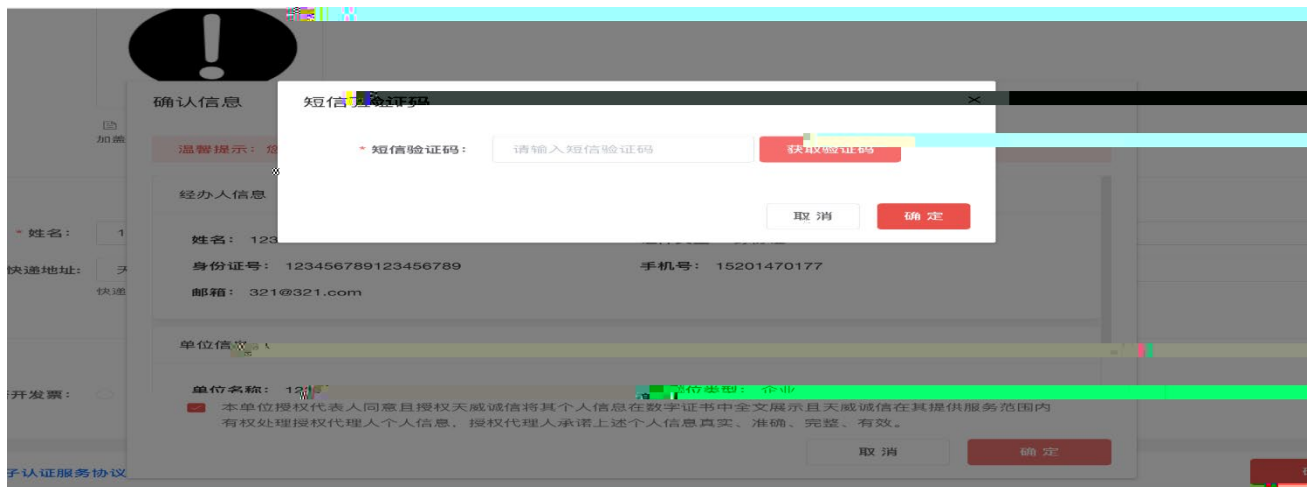 确认信息
短信验证码
加盖
温馨提示：您
* 短信验证码：
请输入短信验证码
获取验证码
经办人信息
取 消
确 定
* 姓名：
1
姓名： 123
快递地址：
天
身份证号： 123456789123456789
手机号： 15201470177
快递
邮箱： 321@321.com
单位信息
开发票：
单位名称： 12
单位类型： 企业
本单位授权代表人同意且授权天威诚信将其个人信息在数字证书中全文展示且天威诚信在其提供服务范围内
有权处理授权代理人个人信息，授权代理人承诺上述个人信息真实、准确、完整、有效。
取 消
确 定
子认证服务协议